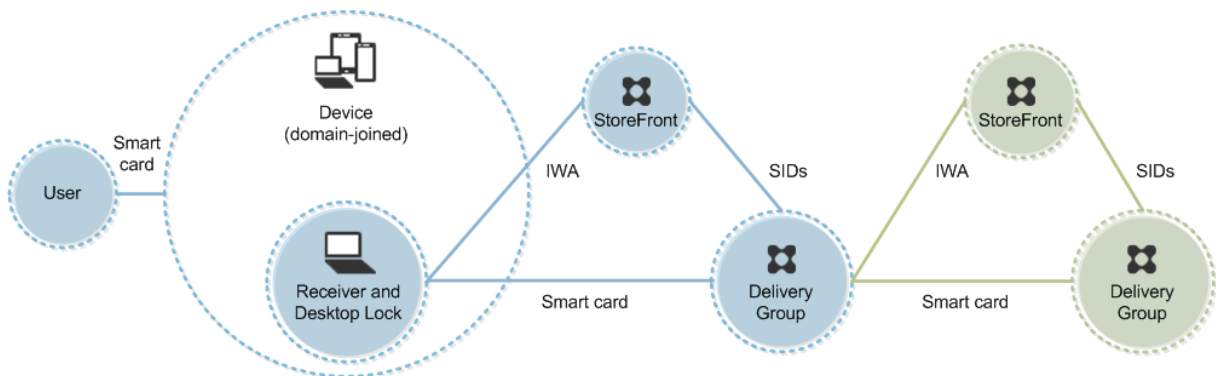 User
Smart
card
Device
(domain-joined)
Receiver and
Desktop Lock
IWA
StoreFront
SIDs
Smart card
Delivery
Group
IWA
StoreFront
SIDs
Smart card
Delivery
Group